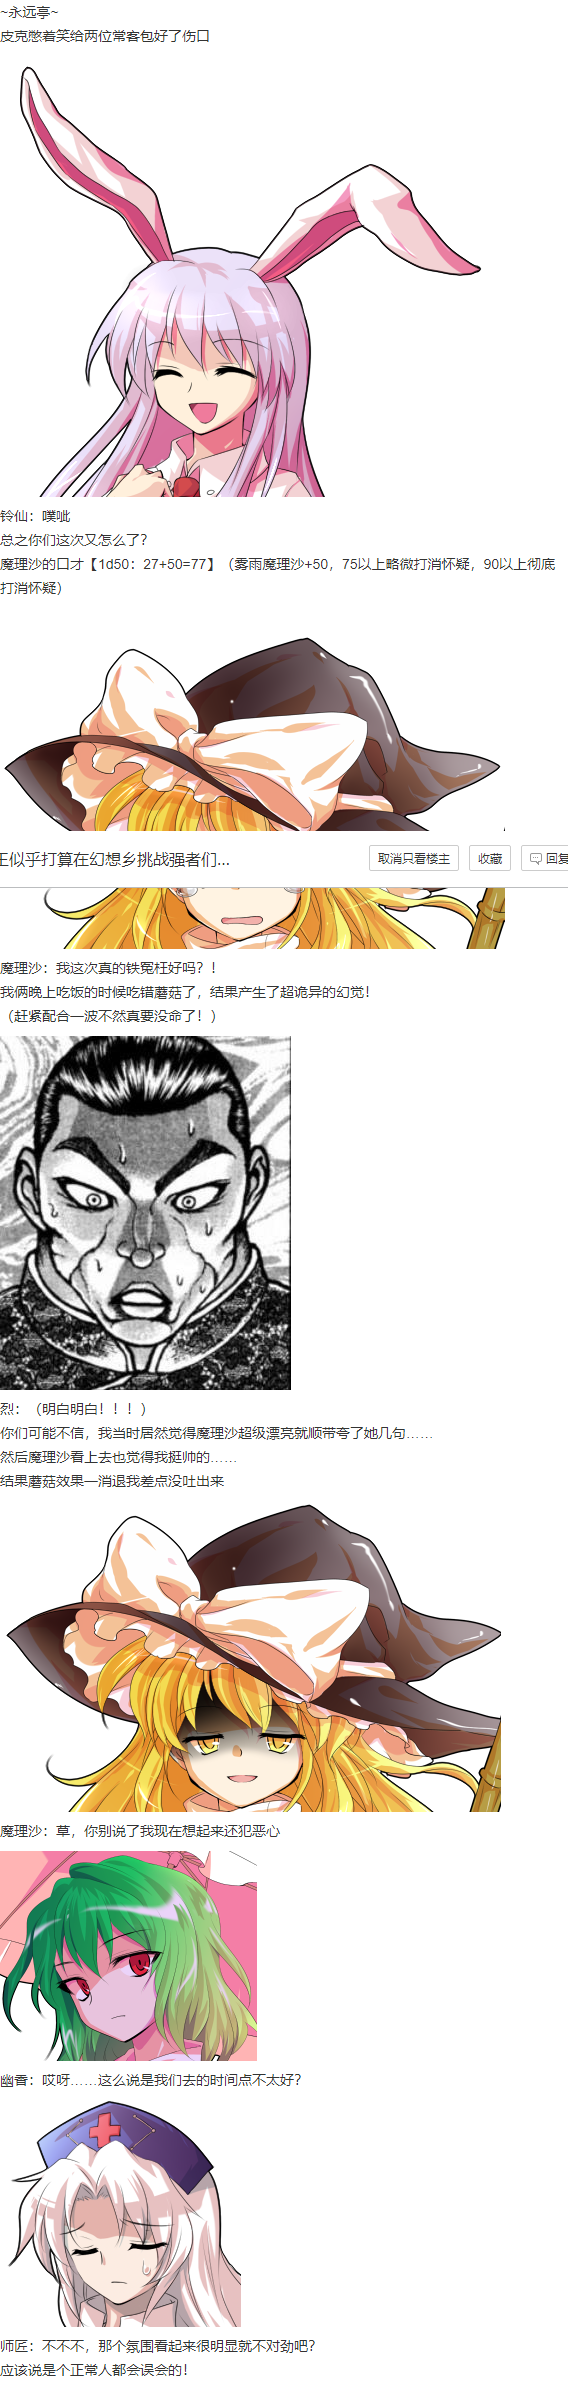 ~永远亭~
皮克憋着笑给两位常客包好了伤口
铃仙：噗呲
总之你们这次又怎么了？
魔理沙的口才【1d50：27+50=77】（雾雨魔理沙+50，75以上略微打消怀疑，90以上彻底
打消怀疑）
王似乎打算在幻想乡挑战强者们...
取消只看楼主
收藏
回复
魔理沙：我这次真的铁冤枉好吗？！
我俩晚上吃饭的时候吃错蘑菇了，结果产生了超诡异的幻觉！
（赶紧配合一波不然真要没命了！）
烈：（明白明白！！！）
你们可能不信，我当时居然觉得魔理沙超级漂亮就顺带夸了她几句……
然后魔理沙看上去也觉得我挺帅的……
结果蘑菇效果一消退我差点没吐出来
魔理沙：草，你别说了我现在想起来还犯恶心
幽香：哎呀……这么说是我们去的时间点不太好？
师匠：不不不，那个氛围看起来很明显就不对劲吧？
应该说是个正常人都会误会的！